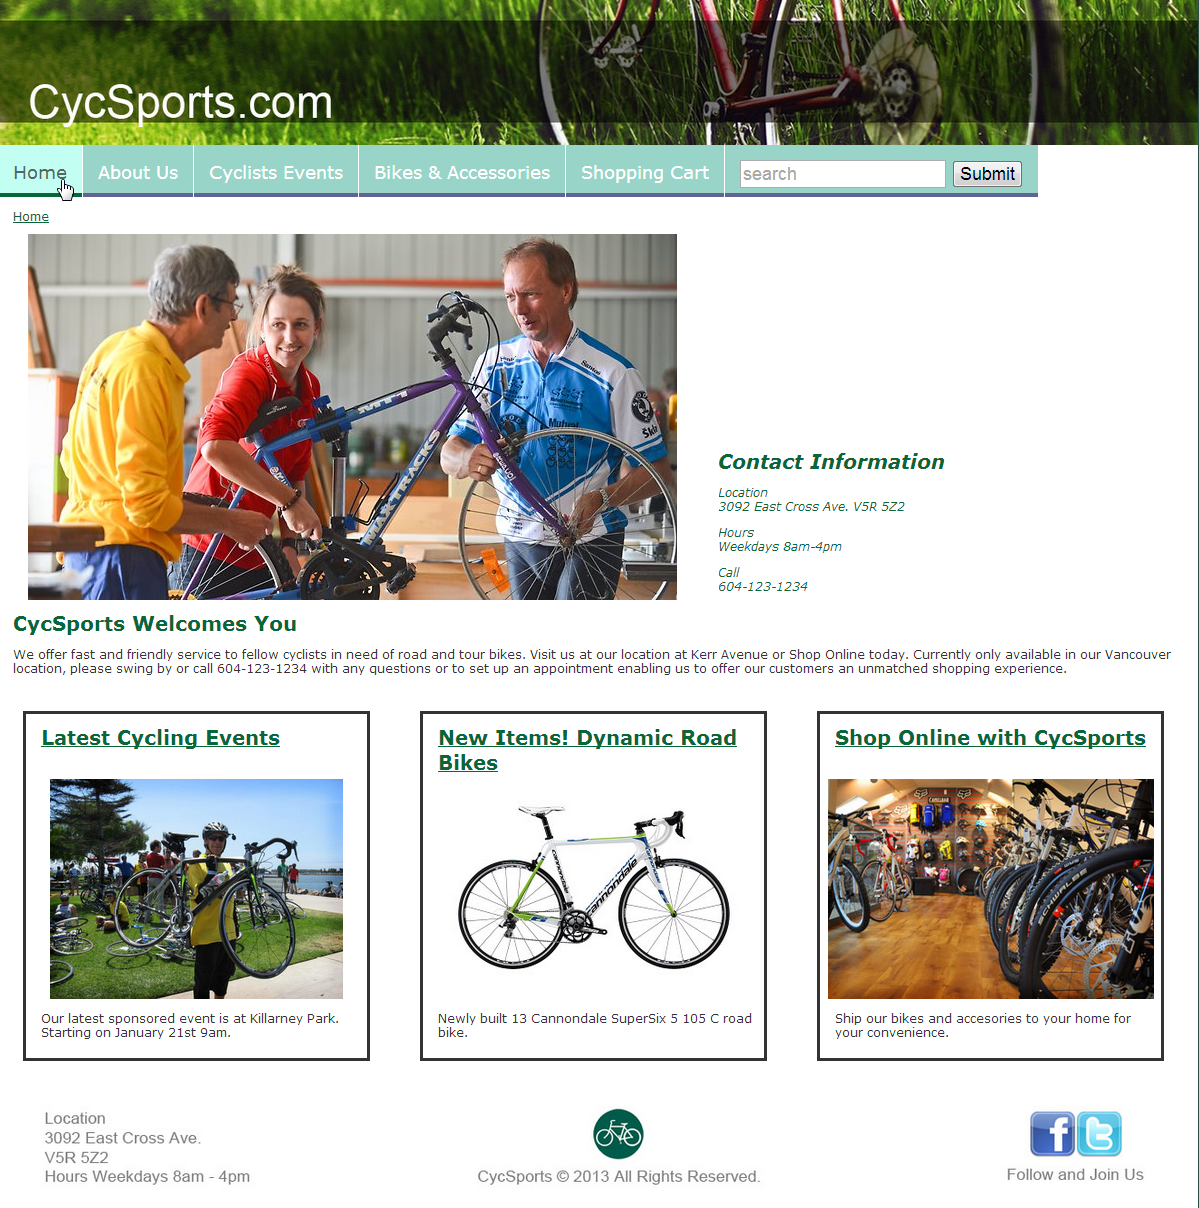 CycSports.com
Home
About Us
Cyclists Events
Bikes & Accessories
Shopping Cart
search
Submit
Home
MTT
MAXTRACKS
Santos
Mutual
Contact Information
Location
3092 East Cross Ave. V5R 5Z2
Hours
Weekdays 8am-4pm
Call
604-123-1234
CycSports Welcomes You
We offer fast and friendly service to fellow cyclists in need of road and tour bikes. Visit us at our location at Kerr Avenue or Shop Online today. Currently only available in our Vancouver
location, please swing by or call 604-123-1234 with any questions or to set up an appointment enabling us to offer our customers an unmatched shopping experience.
Latest Cycling Events
New Items! Dynamic Road
Bikes
Shop Online with CycSports
cannondale
cannondale
CAMELBAK
SCHWALBE
Our latest sponsored event is at Killarney Park.
Starting on January 21st 9am.
Newly built 13 Cannondale SuperSix 5 105 C road
bike.
Ship our bikes and accesories to your home for
your convenience.
Location
3092 East Cross Ave.
V5R 5Z2
Hours Weekdays 8am - 4pm
CycSports © 2013 All Rights Reserved.
f
t
Follow and Join Us